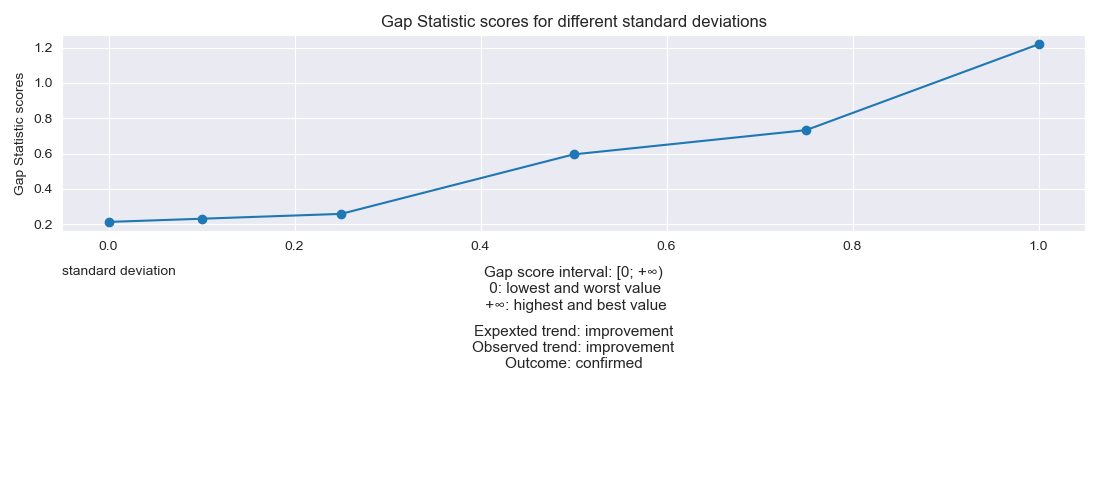 Gap Statistic scores for different standard deviations
Gap Statistic scores
1.2
1.0
0.8
0.6
0.4
0.2
0.0 0.2 0.4 0.6 0.8 1.0
standard deviation
Gap score interval: [0; +∞)
0: lowest and worst value
+∞: highest and best value
Expexted trend: improvement
Observed trend: improvement
Outcome: confirmed